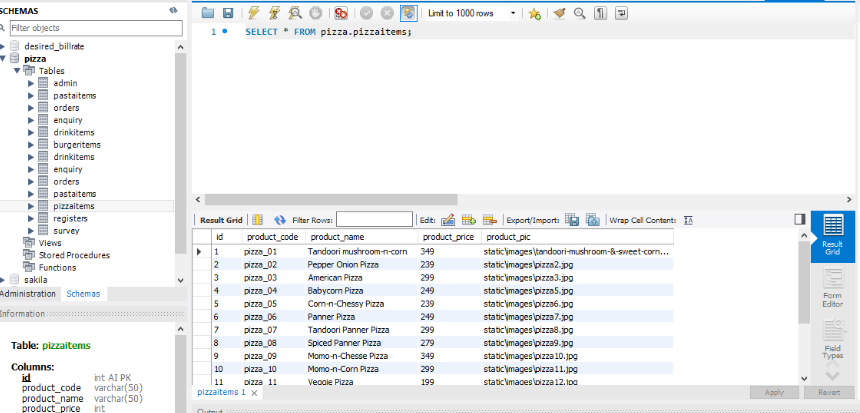 SCHEMAS
Filter objects
desired_billrate
pizza
Tables
admin
pastaitems
orders
enquiry
drinkitems
burgeritems
drinkitems
enquiry
orders
pastaitems
pizzaitems
registers
survey
Views
Stored Procedures
Functions
sakila
Administration Schemas
Information
Table: pizzaitems
Columns:
id int AI PK
product_code varchar(50)
product_name varchar(50)
product_price int
Limit to 1000 rows
1 SELECT * FROM pizza.pizzaitems;
Result Grid Filter Rows: Edit: Export/Import: Wrap Cell Content:
id product_code product_name product_price product_pic
1 pizza_01 Tandoori mushroom-n-corn 349 static\images\tandoori-mushroom-&-sweet-corn...
2 pizza_02 Pepper Onion Pizza 239 static\images\pizza2.jpg
3 pizza_03 American Pizza 299 static\images\pizza3.jpg
4 pizza_04 Babycorn Pizza 249 static\images\pizza5.jpg
5 pizza_05 Corn-n-Chessy Pizza 239 static\images\pizza6.jpg
6 pizza_06 Panner Pizza 249 static\images\pizza7.jpg
7 pizza_07 Tandoori Panner Pizza 299 static\images\pizza8.jpg
8 pizza_08 Spiced Panner Pizza 279 static\images\pizza9.jpg
9 pizza_09 Momo-n-Chesse Pizza 349 static\images\pizza10.jpg
10 pizza_10 Momo-n-Corn Pizza 299 static\images\pizza11.jpg
11 pizza_11 Veggie Pizza 199 static\images\pizza12.jpg
Result
Grid
Form
Editor
Field
Types
pizzaitems 1
Apply Revert
Output